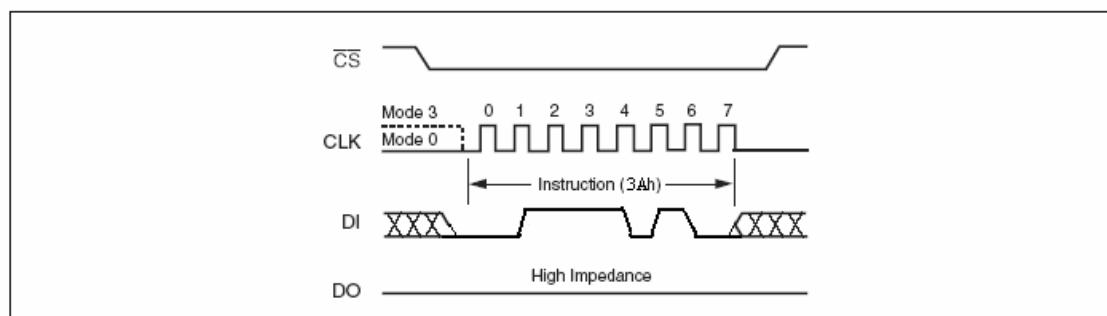 CS
Mode 3
0 1 2 3 4 5 6 7
CLK
Mode 0
Instruction (3Ah)
DI
High Impedance
DO